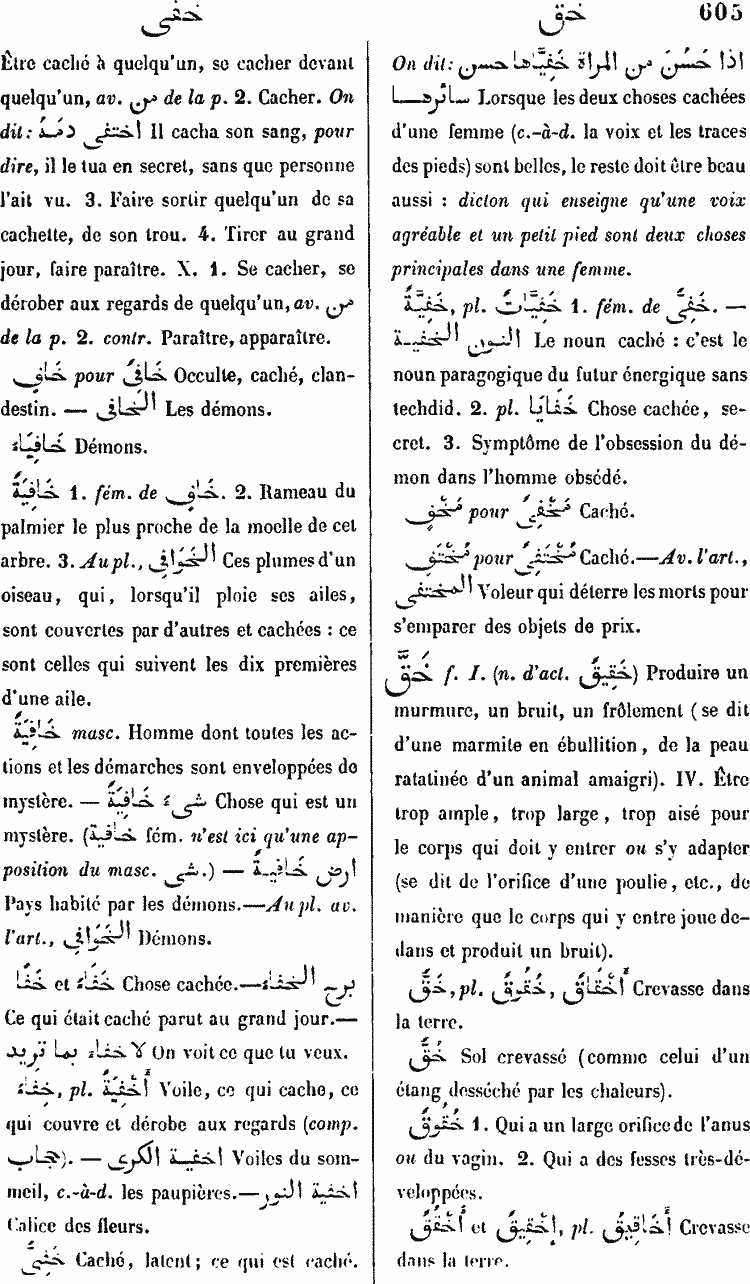 خفى
خق
605
Être caché à quelqu'un, se cacher devant
quelqu'un, av. من de la p. 2. Cacher. On
dit: اختفى دمَهُ Il cacha son sang, pour
dire, il le tua en secret, sans que personne
l'ait vu. 3. Faire sortir quelqu'un de sa
cachette, de son trou. 4. Tirer au grand
jour, faire paraître. X. 1. Se cacher, se
dérober aux regards de quelqu'un, av. من
de la p. 2. contr. Paraître, apparaître.
خَافٍ pour خَافِىُ Occulte, caché, clan-
destin. — الخَافِى Les démons.
خَافِيَاء Démons.
خَافِيَةٌ 1. fém. de خَافٍ. 2. Rameau du
palmier le plus proche de la moelle de cet
arbre. 3. Au pl., الخَوَافِى Ces plumes d'un
oiseau, qui, lorsqu'il ploie ses ailes,
sont couvertes par d'autres et cachées : ce
sont celles qui suivent les dix premières
d'une aile.
خَافِيَةٌ masc. Homme dont toutes les ac-
tions et les démarches sont enveloppées de
mystère. — شىءُ خَافِيَةٌ Chose qui est un
mystère. (خَافِيَة fém. n'est ici qu'une ap-
position du masc. شى.) — ارض خَافِيَةٌ
Pays habité par les démons.—Au pl. av.
l'art., الخَوَافِى Démons.
خَفًا et خَفَاءُ Chose cachée.—برح الخفاء
Ce qui était caché parut au grand jour.—
لا خفاء بما تريد On voit ce que tu veux.
خِفَاءُ, pl. أَخْفِيَةٌ Voile, ce qui cache, ce
qui couvre et dérobe aux regards (comp.
حجاب). — اخفية الكرى Voiles du som-
meil, c.-à-d. les paupières.—اخفية النور
Calice des fleurs.
خَفِىٌّ Caché, latent; ce qui est caché.
On dit: اذا حَسُنَ من المراة خَفِيَّاها حسن
سائرها Lorsque les deux choses cachées
d'une femme (c.-à-d. la voix et les traces
des pieds) sont belles, le reste doit être beau
aussi : dicton qui enseigne qu'une voix
agréable et un petit pied sont deux choses
principales dans une femme.
خَفِيَّةٌ, pl. خَفِيَّاتٌ 1. fém. de خَفِىٌّ. —
النون الخفية Le noun caché : c'est le
noun paragogique du futur énergique sans
techdid. 2. pl. خَفَايَا Chose cachée, se-
cret. 3. Symptôme de l'obsession du dé-
mon dans l'homme obsédé.
مُخْفٍ pour مُخْفِىُ Caché.
مُخْتَفٍ pour مُخْتَفِىُ Caché.—Av. l'art.,
المختفى Voleur qui déterre les morts pour
s'emparer des objets de prix.
خَقَّ f. I. (n. d'act. خَقِيقٌ) Produire un
murmure, un bruit, un frôlement (se dit
d'une marmite en ébullition, de la peau
ratatinée d'un animal amaigri). IV. Être
trop ample, trop large, trop aisé pour
le corps qui doit y entrer ou s'y adapter
(se dit de l'orifice d'une poulie, etc., de
manière que le corps qui y entre joue de-
dans et produit un bruit).
خَقٌّ, pl. خُقُوقٌ, أَخْقَاقٌ Crevasse dans
la terre.
خُقٌّ Sol crevassé (comme celui d'un
étang desséché par les chaleurs).
خَقُوقٌ 1. Qui a un large orifice de l'anus
ou du vagin. 2. Qui a des fesses très-dé-
veloppées.
أُخْقُوقٌ et إِخْقِيقٌ, pl. أَخَاقِيقٌ Crevasse
dans la terre.